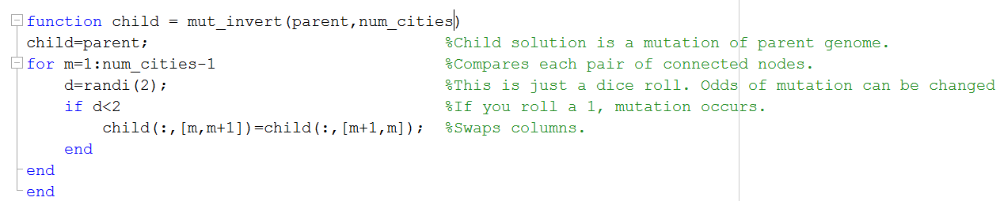 function child = mut_invert(parent,num_cities)
child=parent;                               %Child solution is a mutation of parent genome.
for m=1:num_cities-1                        %Compares each pair of connected nodes.
    d=randi(2);                             %This is just a dice roll. Odds of mutation can be changed
    if d<2                                  %If you roll a 1, mutation occurs.
        child(:,[m,m+1])=child(:,[m+1,m]);  %Swaps columns.
    end
end
end